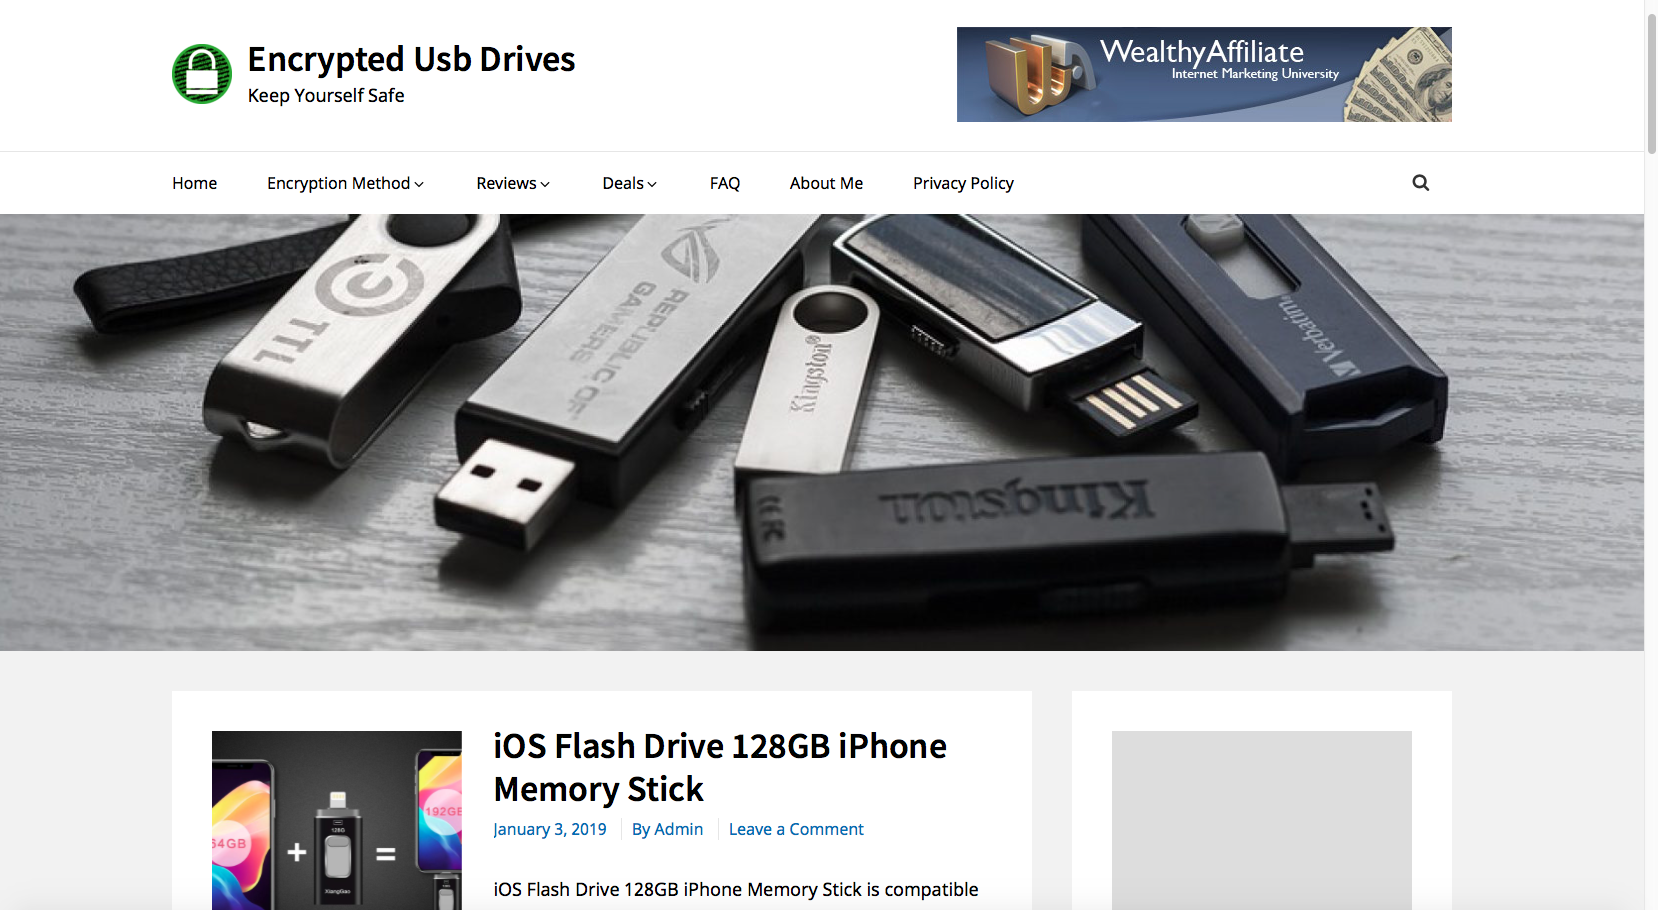 Encrypted Usb Drives
Keep Yourself Safe
WealthyAffiliate
Internet Marketing University
Home
Encryption Method
Reviews
Deals
FAQ
About Me
Privacy Policy
TTL
REPUBLIC OF
GAMERS
Kingston®
Verbatim
Kingston
iOS Flash Drive 128GB iPhone
Memory Stick
January 3, 2019
By Admin
Leave a Comment
64GB
+
128G
XiangGao
=
192GB
iOS Flash Drive 128GB iPhone Memory Stick is compatible